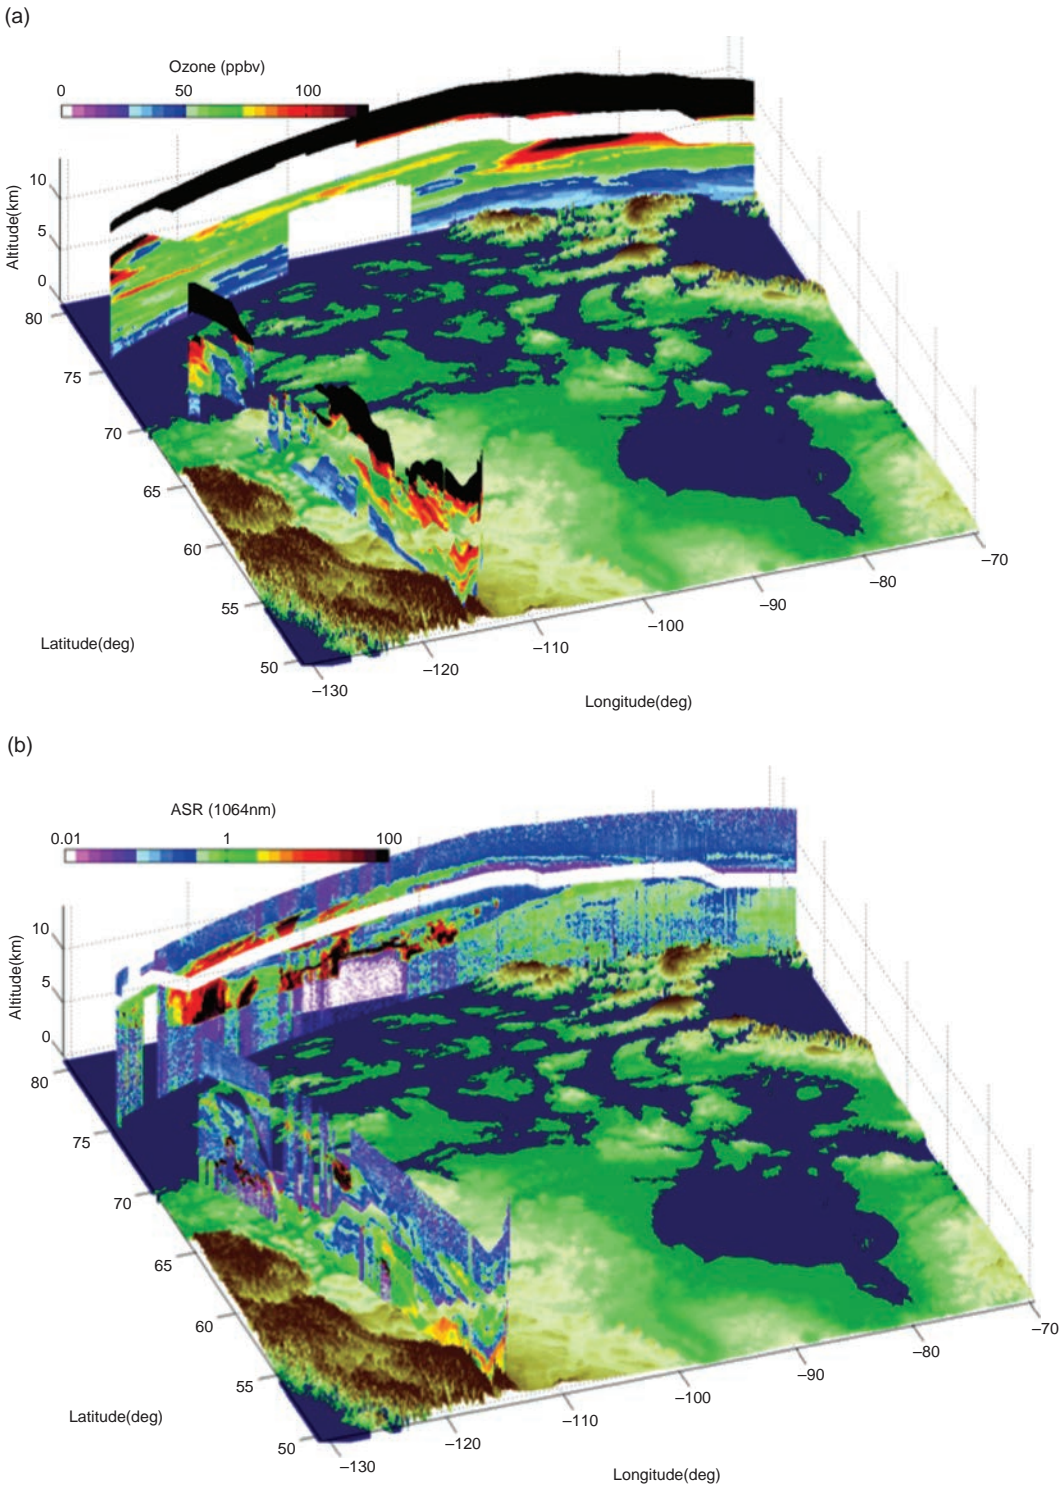 (a)
Ozone (ppbv)
0 50 100
10
5
0
Altitude(km)
80
75
70
65
60
55
50
Latitude(deg)
–130
–120
–110
–100
–90
–80
–70
Longitude(deg)
(b)
ASR (1064nm)
0.01 1 100
10
5
0
Altitude(km)
80
75
70
65
60
55
50
Latitude(deg)
–130
–120
–110
–100
–90
–80
–70
Longitude(deg)